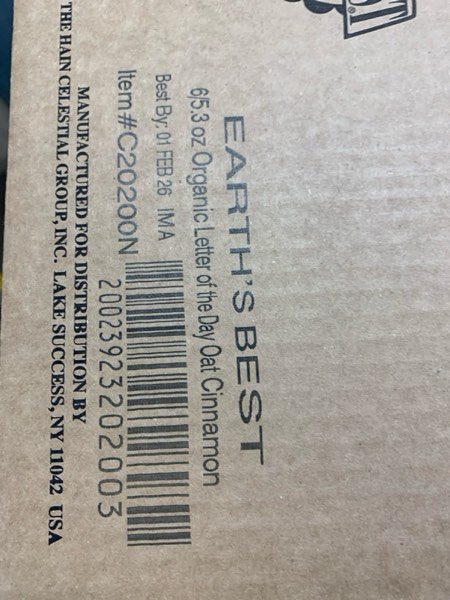 EARTH'S BEST
6/5.3 oz Organic Letter of the Day Oat Cinnamon
Best By: 01 FEB 26 1MA
Item#C20200N
20023923202003
MANUFACTURED FOR DISTRIBUTION BY
THE HAIN CELESTIAL GROUP, INC. LAKE SUCCESS, NY 11042 USA